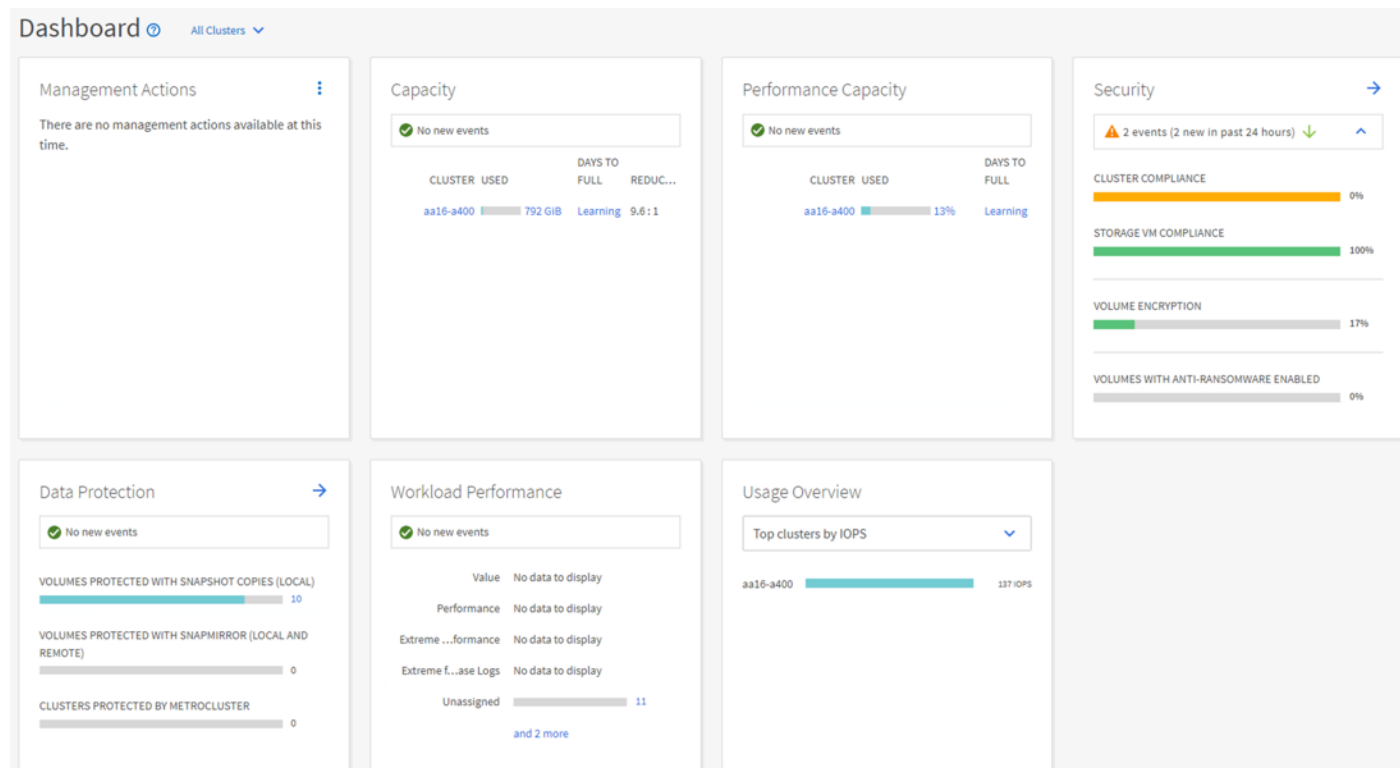 Dashboard
All Clusters
Management Actions
There are no management actions available at this
time.
Capacity
No new events
DAYS TO
CLUSTER USED FULL REDUC...
aa16-a400 792 GiB Learning 9.6 : 1
Performance Capacity
No new events
DAYS TO
CLUSTER USED FULL
aa16-a400 13% Learning
Security
2 events (2 new in past 24 hours)
CLUSTER COMPLIANCE
0%
STORAGE VM COMPLIANCE
100%
VOLUME ENCRYPTION
17%
VOLUMES WITH ANTI-RANSOMWARE ENABLED
0%
Data Protection
No new events
VOLUMES PROTECTED WITH SNAPSHOT COPIES (LOCAL)
10
VOLUMES PROTECTED WITH SNAPMIRROR (LOCAL AND
REMOTE)
0
CLUSTERS PROTECTED BY METROCLUSTER
0
Workload Performance
No new events
Value No data to display
Performance No data to display
Extreme ...formance No data to display
Extreme f...ase Logs No data to display
Unassigned 11
and 2 more
Usage Overview
Top clusters by IOPS
aa16-a400 137 IOPS